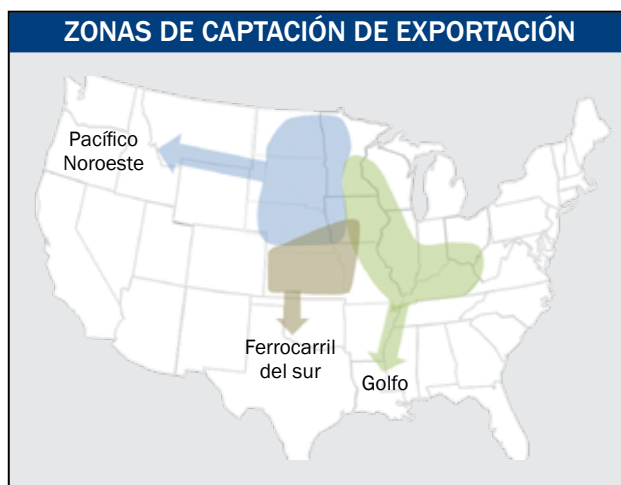 ZONAS DE CAPTACIÓN DE EXPORTACIÓN
Pacífico
Noroeste
Ferrocarril
del sur
Golfo